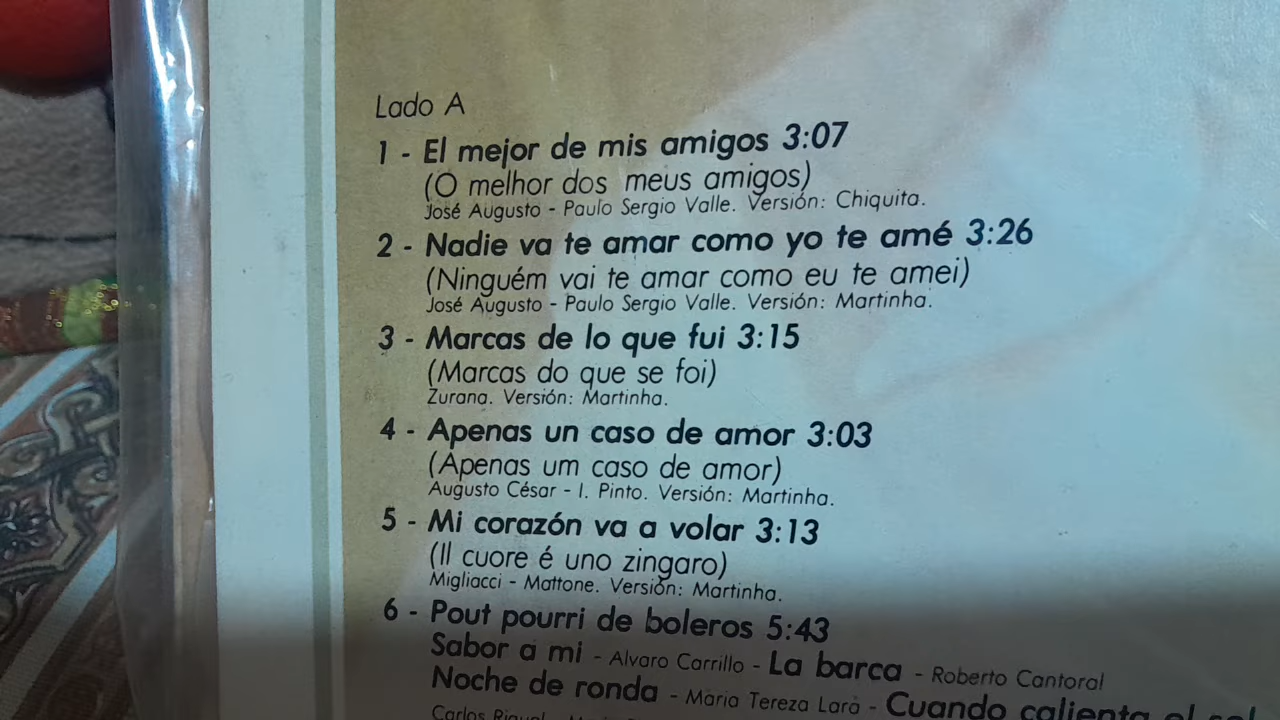 Lado A
1 - El mejor de mis amigos 3:07
(O melhor dos meus amigos)
José Augusto - Paulo Sergio Valle. Versión: Chiquita.
2 - Nadie va te amar como yo te amé 3:26
(Ninguém vai te amar como eu te amei)
José Augusto - Paulo Sergio Valle. Versión: Martinha.
3 - Marcas de lo que fui 3:15
(Marcas do que se foi)
Zurana. Versión: Martinha.
4 - Apenas un caso de amor 3:03
(Apenas um caso de amor)
Augusto César - I. Pinto. Versión: Martinha.
5 - Mi corazón va a volar 3:13
(Il cuore é uno zingaro)
Migliacci - Mattone. Versión: Martinha.
6 - Pout pourri de boleros 5:43
Sabor a mi - Alvaro Carrillo - La barca - Roberto Cantoral
Noche de ronda - Maria Tereza Lara - Cuando calienta el sol
Carlos Rigual